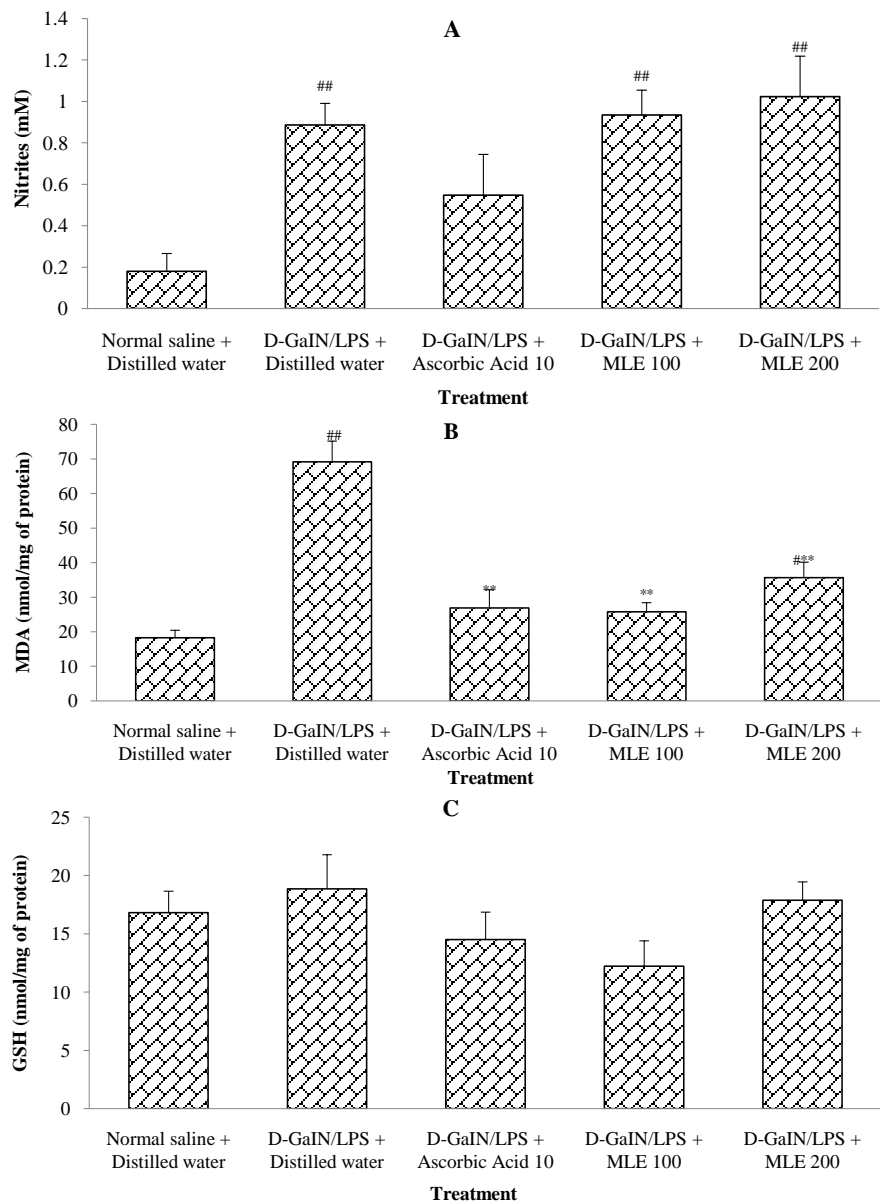 A
Nitrites (mM)
1.4
1.2
1
0.8
0.6
0.4
0.2
0
##
##
##
Normal saline +
Distilled water
D-GaIN/LPS +
Distilled water
D-GaIN/LPS +
Ascorbic Acid 10
D-GaIN/LPS +
MLE 100
D-GaIN/LPS +
MLE 200
Treatment
B
MDA (nmol/mg of protein)
80
70
60
50
40
30
20
10
0
##
**
**
#**
Normal saline +
Distilled water
D-GaIN/LPS +
Distilled water
D-GaIN/LPS +
Ascorbic Acid 10
D-GaIN/LPS +
MLE 100
D-GaIN/LPS +
MLE 200
Treatment
C
GSH (nmol/mg of protein)
25
20
15
10
5
0
Normal saline +
Distilled water
D-GaIN/LPS +
Distilled water
D-GaIN/LPS +
Ascorbic Acid 10
D-GaIN/LPS +
MLE 100
D-GaIN/LPS +
MLE 200
Treatment